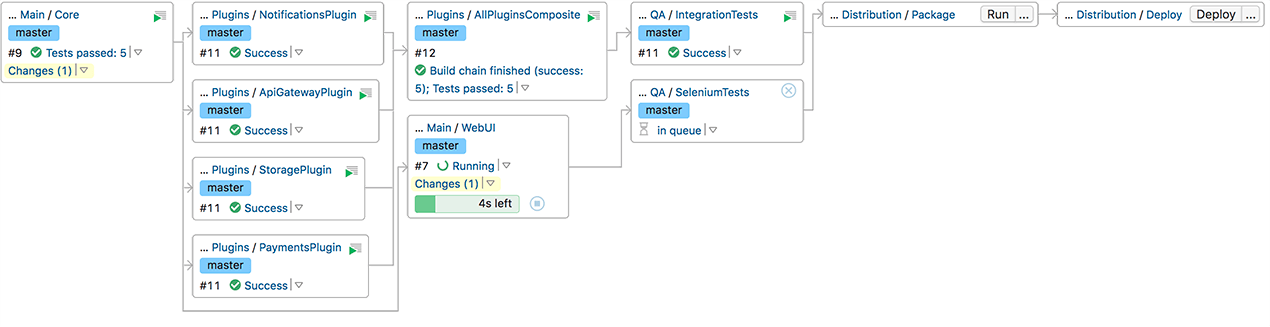 ... Main / Core
master
#9 Tests passed: 5
Changes (1)
... Plugins / NotificationsPlugin
master
#11 Success
... Plugins / ApiGatewayPlugin
master
#11 Success
... Plugins / StoragePlugin
master
#11 Success
... Plugins / PaymentsPlugin
master
#11 Success
... Plugins / AllPluginsComposite
master
#12
Build chain finished (success:
5); Tests passed: 5
... Main / WebUI
master
#7 Running
Changes (1)
4s left
... QA / IntegrationTests
master
#11 Success
... QA / SeleniumTests
master
in queue
... Distribution / Package Run ...
... Distribution / Deploy Deploy ...